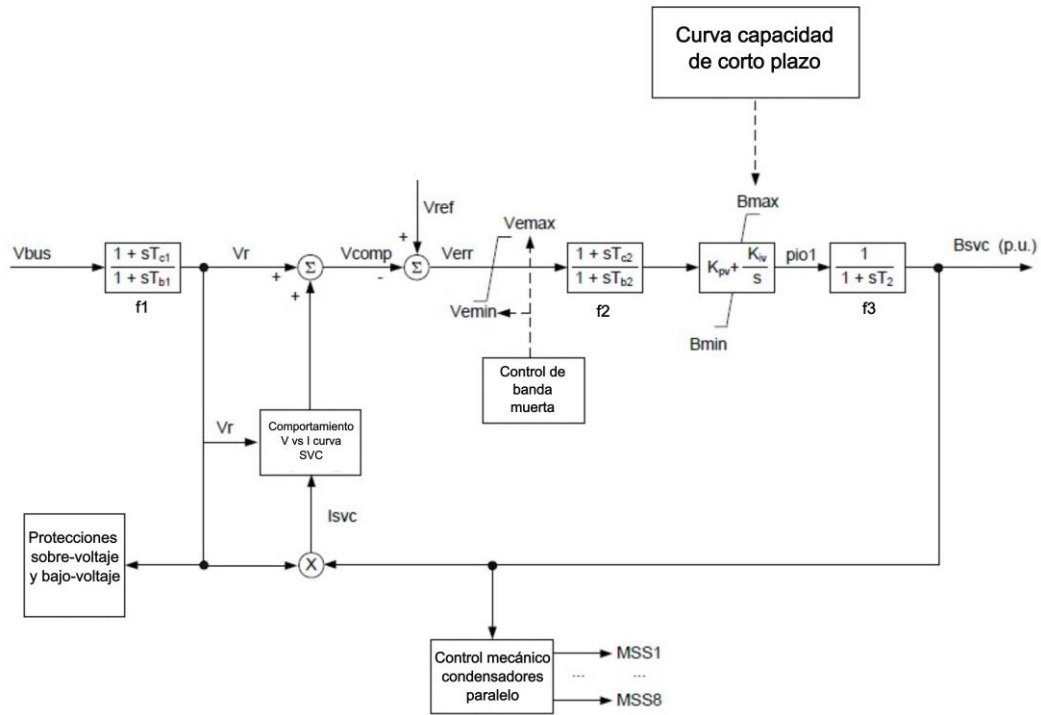 Curva capacidad
de corto plazo
Bmax
Vref
Vemax
Vbus
1 + sTc1
1 + sTb1
f1
Vr
+
+
Σ
Vcomp
+
-
Σ
Verr
Vemin
1 + sTc2
1 + sTb2
f2
Kpv+ Kiv
s
pio1
1
1 + sT2
f3
Bsvc (p.u.)
Bmin
Control de
banda
muerta
Vr
Comportamiento
V vs I curva
SVC
Isvc
Protecciones
sobre-voltaje
y bajo-voltaje
X
Control mecánico
condensadores
paralelo
MSS1
... ...
MSS8